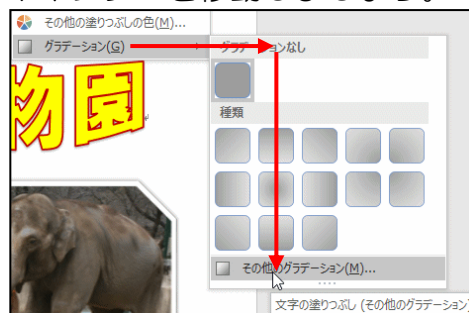 その他の塗りつぶしの色(M)...
グラデーション(G)
グラデーションなし
種類
物園
その他のグラデーション(M)...
文字の塗りつぶし (その他のグラデーション)